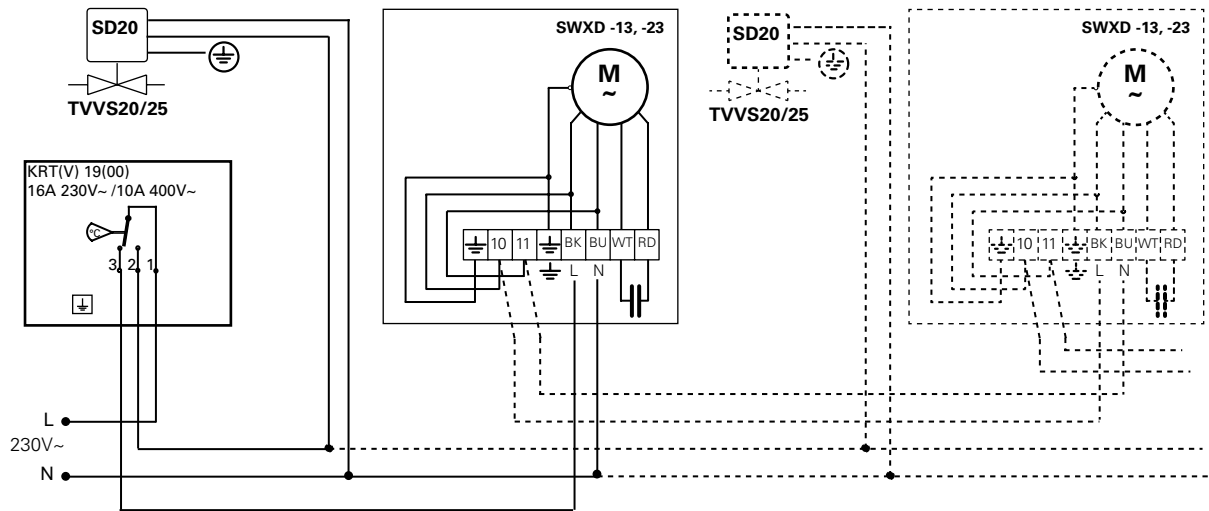 SD20
TVVS20/25
KRT(V) 19(00)
16A 230V~ /10A 400V~
°C
3 2 1
L
230V~
N
SWXD -13, -23
M
~
10 11 BK BU WT RD
L N
SD20
TVVS20/25
SWXD -13, -23
M
~
10 11 BK BU WT RD
L N